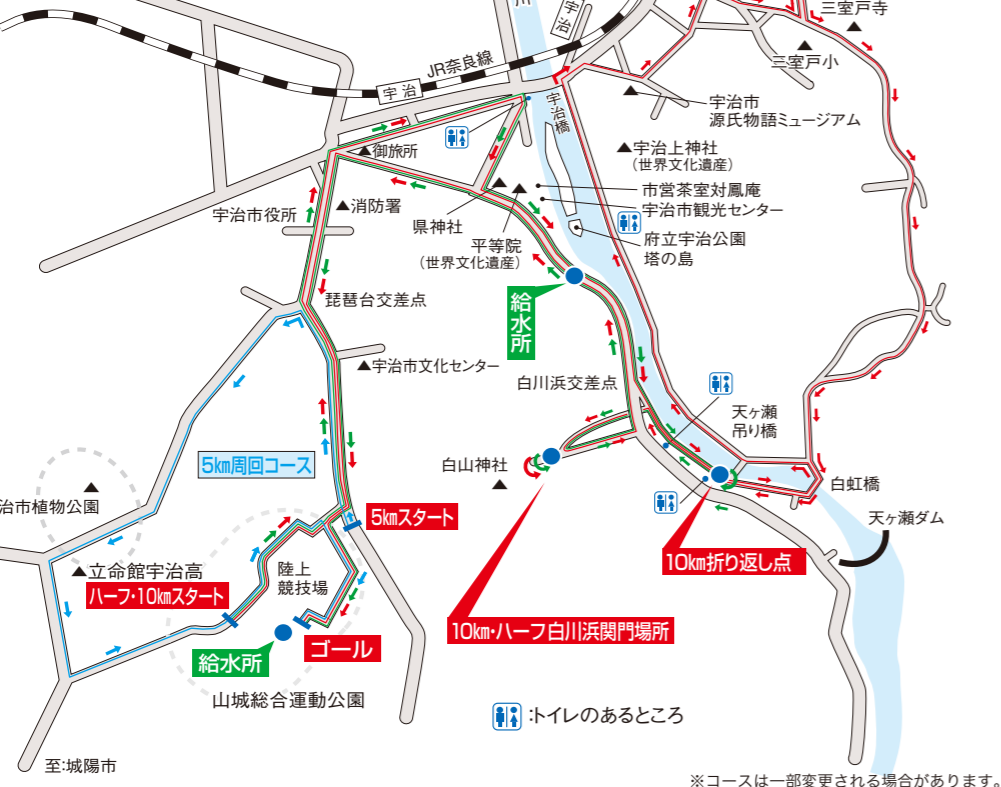 川
宇治
三室戸寺
三室戸小
JR奈良線
宇治
宇治橋
宇治市
源氏物語ミュージアム
御旅所
宇治上神社
（世界文化遺産）
市営茶室対鳳庵
宇治市観光センター
消防署
宇治市役所
県神社
平等院
（世界文化遺産）
府立宇治公園
塔の島
琵琶台交差点
給水所
宇治市文化センター
白川浜交差点
天ヶ瀬
吊り橋
5km周回コース
白山神社
白虹橋
治市植物公園
5kmスタート
天ヶ瀬ダム
立命館宇治高
陸上
競技場
10km折り返し点
ハーフ・10kmスタート
10km・ハーフ白川浜関門場所
ゴール
給水所
山城総合運動公園
:トイレのあるところ
至:城陽市
※コースは一部変更される場合があります。